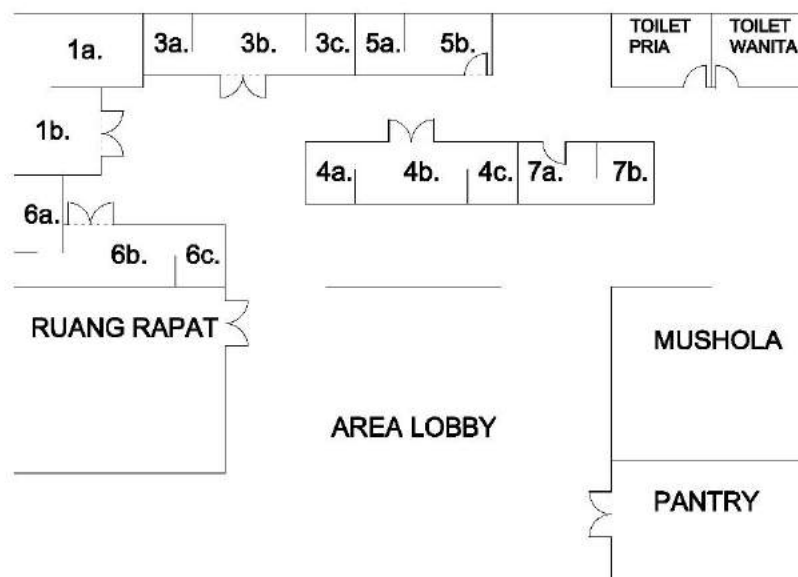 1a.
3a.
3b.
3c.
5a.
5b.
TOILET
PRIA
TOILET
WANITA
1b.
4a.
4b.
4c.
7a.
7b.
6a.
6b.
6c.
RUANG RAPAT
MUSHOLA
AREA LOBBY
PANTRY